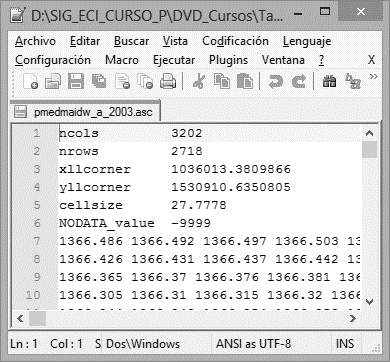 D:\SIG_ECI_CURSO_P\DVD_Cursos\Ta...
Archivo Editar Buscar Vista Codificación Lenguaje
Configuración Macro Ejecutar Plugins Ventana ? X
pmedmaidw_a_2003.asc
1 ncols 3202
2 nrows 2718
3 xllcorner 1036013.3809866
4 yllcorner 1530910.6350805
5 cellsize 27.7778
6 NODATA_value -9999
7 1366.486 1366.492 1366.497 1366.503 13
8 1366.426 1366.431 1366.437 1366.442 13
9 1366.365 1366.37 1366.376 1366.381 136
10 1366.305 1366.31 1366.315 1366.32 1366
Ln : 1 Col : 1 S Dos\Windows ANSI as UTF-8 INS